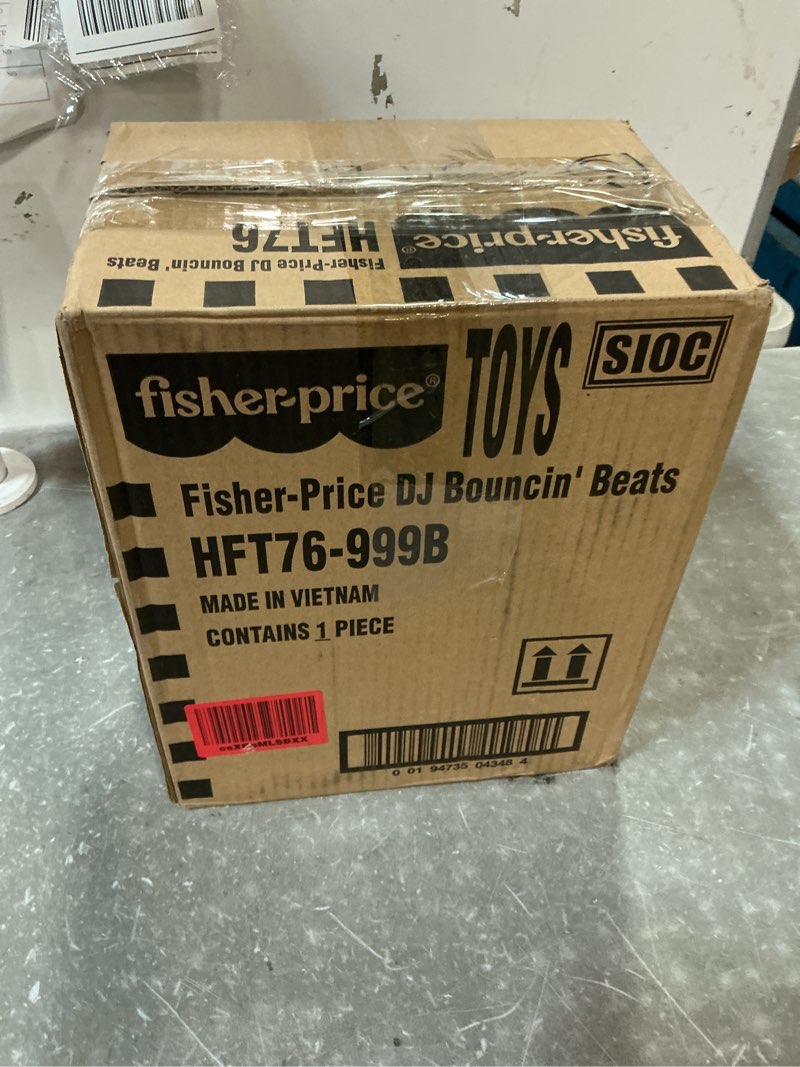 HFT76
fisher-price®
Fisher-Price DJ Bouncin' Beats
fisher-price®
TOYS
SIOC
Fisher-Price DJ Bouncin' Beats
HFT76-999B
MADE IN VIETNAM
CONTAINS 1 PIECE
0 01 94735 04348 4